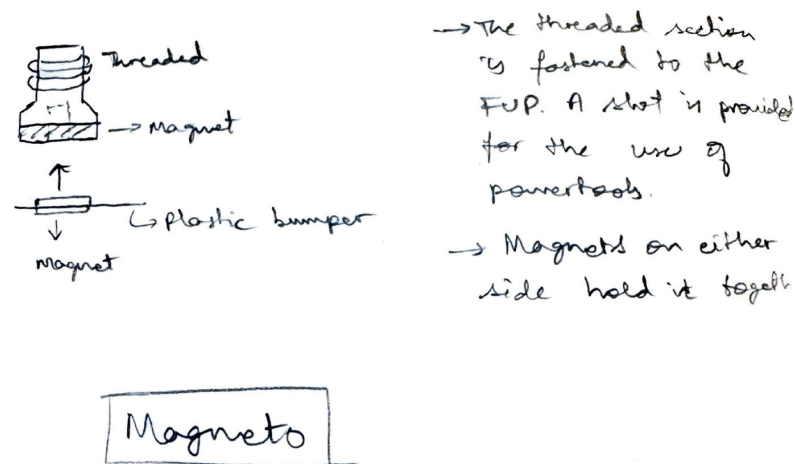 Threaded
→ Magnet
↳ Plastic bumper
Magnet
→ The threaded section
is fastened to the
FUP. A slot is provided
for the use of
powertools.
→ Magnets on either
side hold it togeth
Magneto